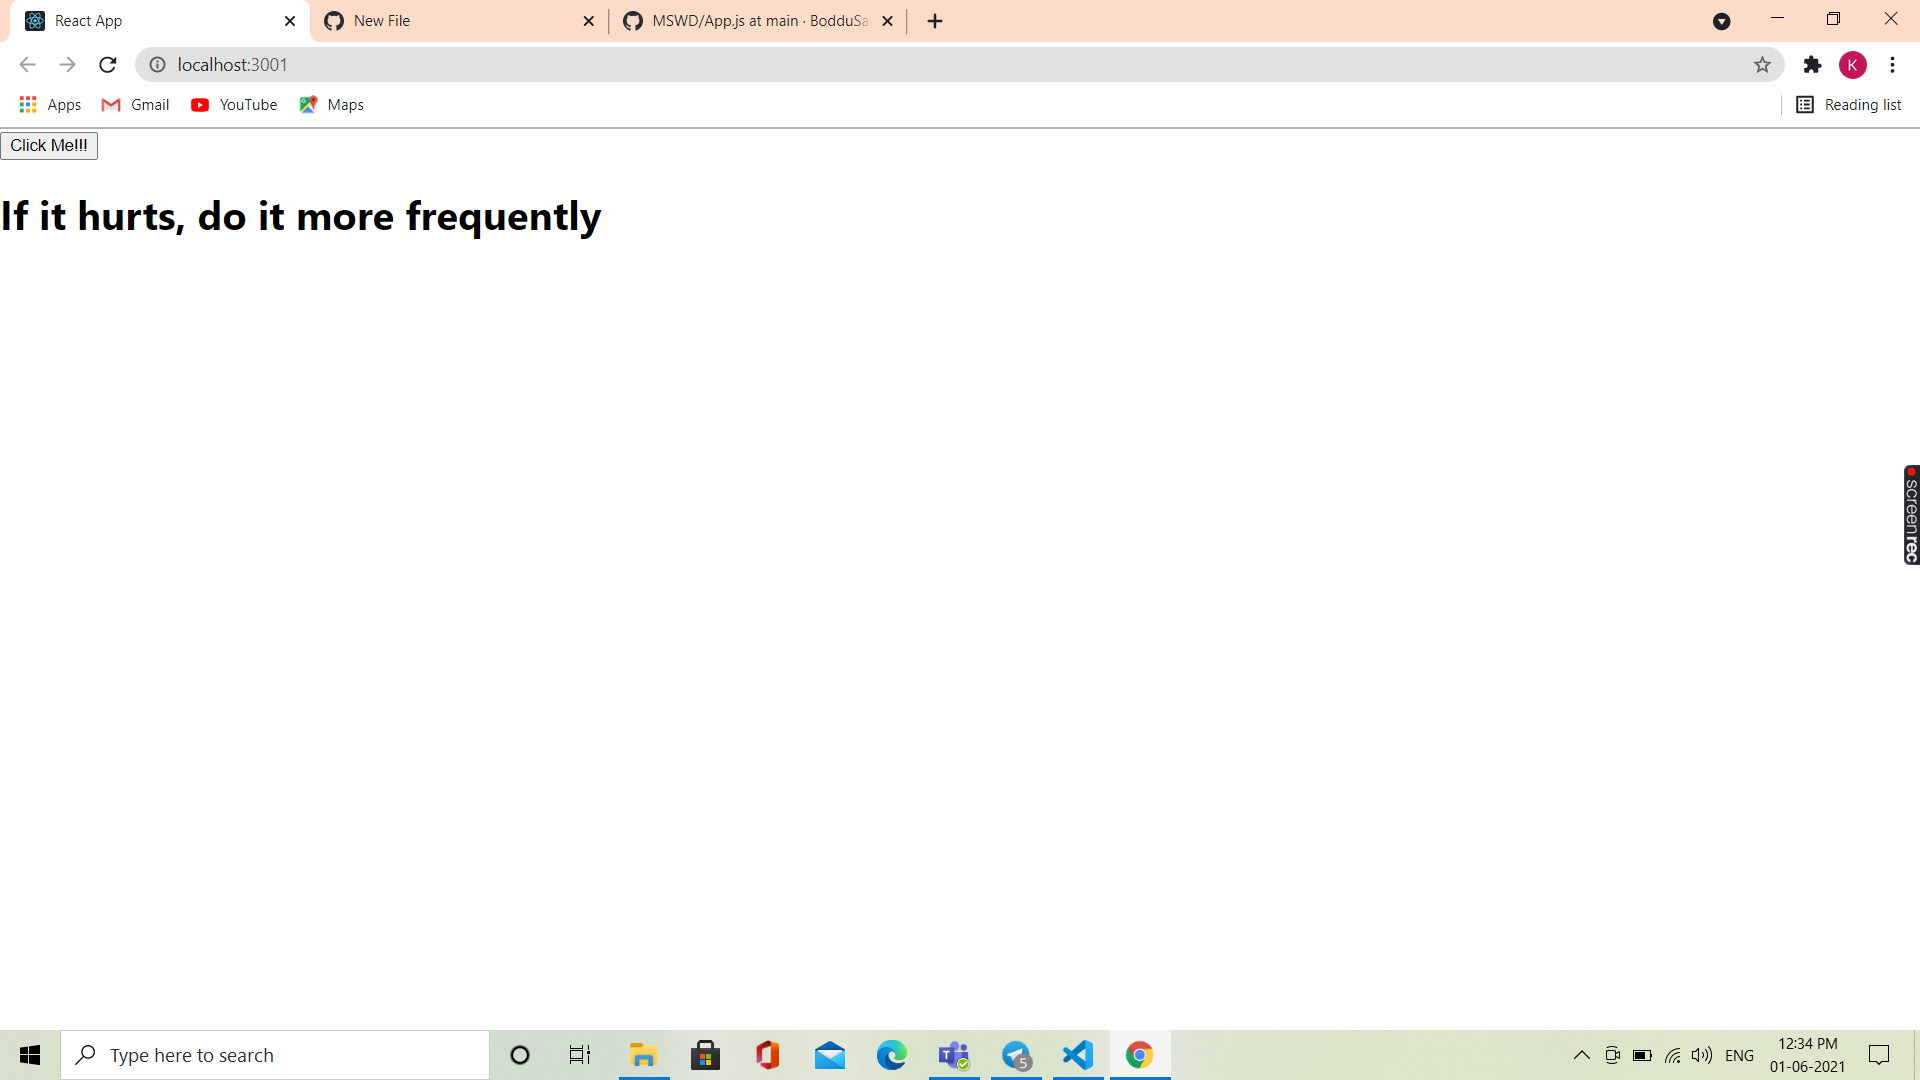 React App
New File
MSWD/App.js at main · BodduSai
localhost:3001
Apps
Gmail
YouTube
Maps
Reading list
Click Me!!!
If it hurts, do it more frequently
screenrec
Type here to search
T
5
ENG
12:34 PM
01-06-2021
K